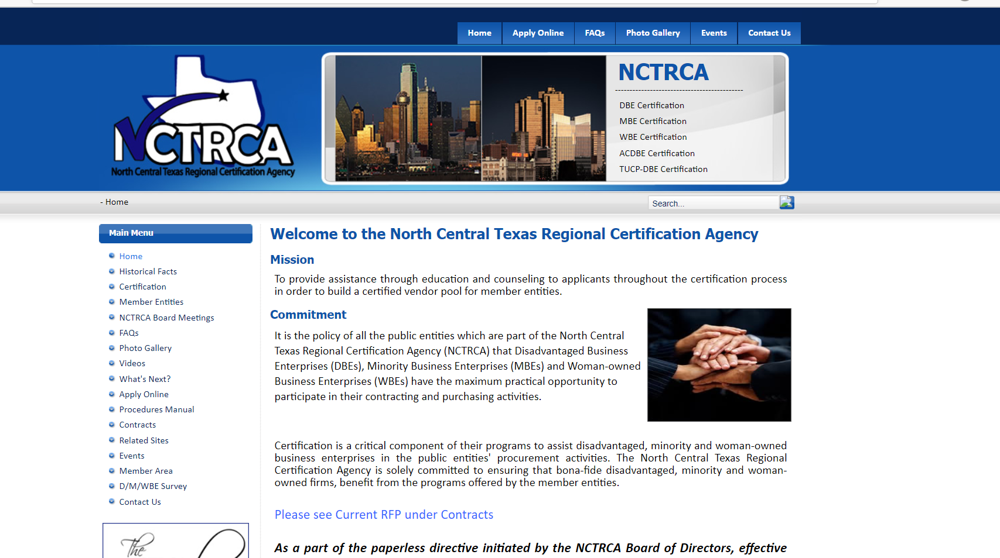 Home Apply Online FAQs Photo Gallery Events Contact Us
NCTRCA
North Central Texas Regional Certification Agency
NCTRCA
--------------------------------------------
DBE Certification
MBE Certification
WBE Certification
ACDBE Certification
TUCP-DBE Certification
- Home
Search...
Main Menu
Home
Historical Facts
Certification
Member Entities
NCTRCA Board Meetings
FAQs
Photo Gallery
Videos
What's Next?
Apply Online
Procedures Manual
Contracts
Related Sites
Events
Member Area
D/M/WBE Survey
Contact Us
The
Welcome to the North Central Texas Regional Certification Agency
Mission
To provide assistance through education and counseling to applicants throughout the certification process
in order to build a certified vendor pool for member entities.
Commitment
It is the policy of all the public entities which are part of the North Central
Texas Regional Certification Agency (NCTRCA) that Disadvantaged Business
Enterprises (DBEs), Minority Business Enterprises (MBEs) and Woman-owned
Business Enterprises (WBEs) have the maximum practical opportunity to
participate in their contracting and purchasing activities.
Certification is a critical component of their programs to assist disadvantaged, minority and woman-owned
business enterprises in the public entities' procurement activities. The North Central Texas Regional
Certification Agency is solely committed to ensuring that bona-fide disadvantaged, minority and woman-
owned firms, benefit from the programs offered by the member entities.
Please see Current RFP under Contracts
As a part of the paperless directive initiated by the NCTRCA Board of Directors, effective